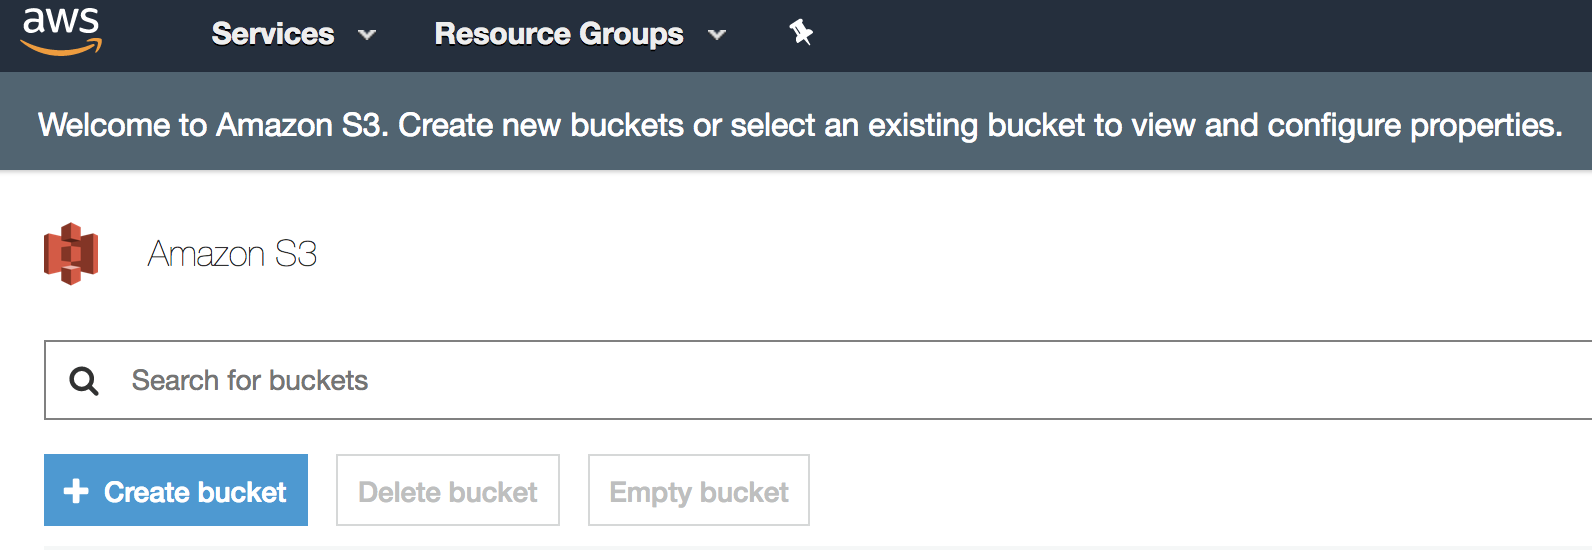 aws
Services
Resource Groups
Welcome to Amazon S3. Create new buckets or select an existing bucket to view and configure properties.
Amazon S3
Search for buckets
Create bucket
Delete bucket
Empty bucket